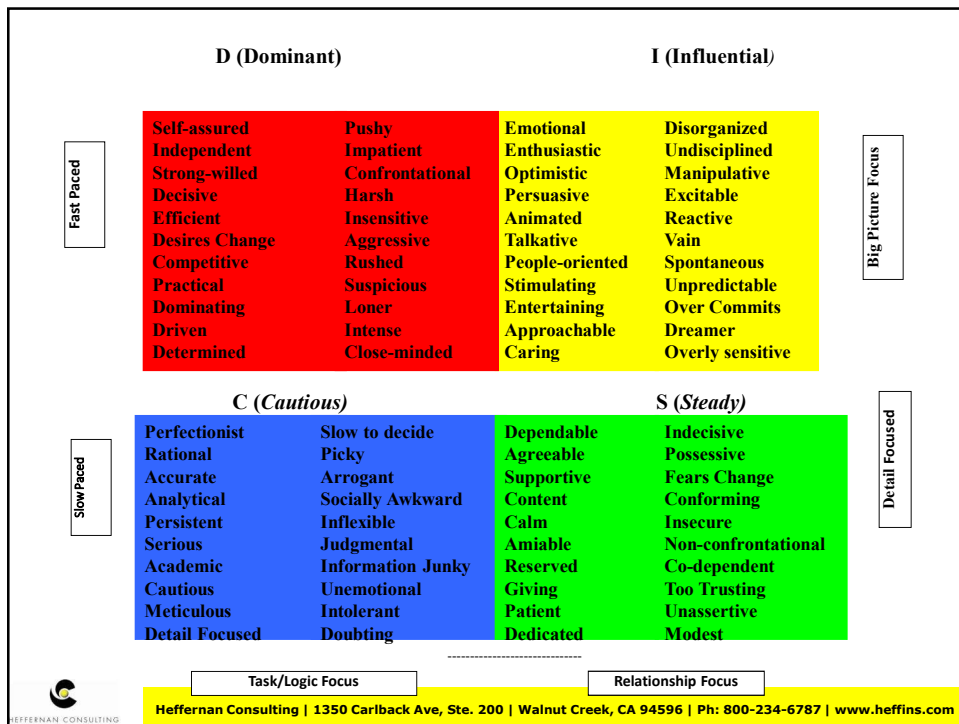 D (Dominant)
I (Influential)
Fast Paced
Self-assured Pushy
Independent Impatient
Strong-willed Confrontational
Decisive Harsh
Efficient Insensitive
Desires Change Aggressive
Competitive Rushed
Practical Suspicious
Dominating Loner
Driven Intense
Determined Close-minded
Emotional Disorganized
Enthusiastic Undisciplined
Optimistic Manipulative
Persuasive Excitable
Animated Reactive
Talkative Vain
People-oriented Spontaneous
Stimulating Unpredictable
Entertaining Over Commits
Approachable Dreamer
Caring Overly sensitive
Big Picture Focus
C (Cautious)
S (Steady)
Slow Paced
Perfectionist Slow to decide
Rational Picky
Accurate Arrogant
Analytical Socially Awkward
Persistent Inflexible
Serious Judgmental
Academic Information Junky
Cautious Unemotional
Meticulous Intolerant
Detail Focused Doubting
Dependable Indecisive
Agreeable Possessive
Supportive Fears Change
Content Conforming
Calm Insecure
Amiable Non-confrontational
Reserved Co-dependent
Giving Too Trusting
Patient Unassertive
Dedicated Modest
Detail Focused
------------------------------
Task/Logic Focus
Relationship Focus
HEFFERNAN CONSULTING
Heffernan Consulting | 1350 Carlback Ave, Ste. 200 | Walnut Creek, CA 94596 | Ph: 800-234-6787 | www.heffins.com